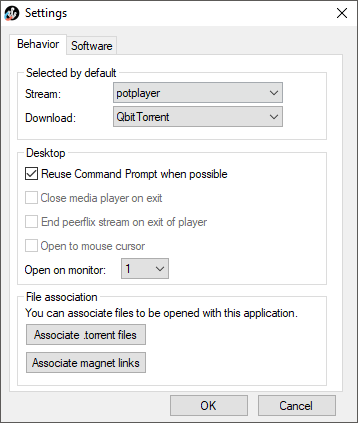 Settings
Behavior
Software
Selected by default
Stream:
potplayer
Download:
QbitTorrent
Desktop
Reuse Command Prompt when possible
Close media player on exit
End peerflix stream on exit of player
Open to mouse cursor
Open on monitor:
1
File association
You can associate files to be opened with this application.
Associate .torrent files
Associate magnet links
OK
Cancel